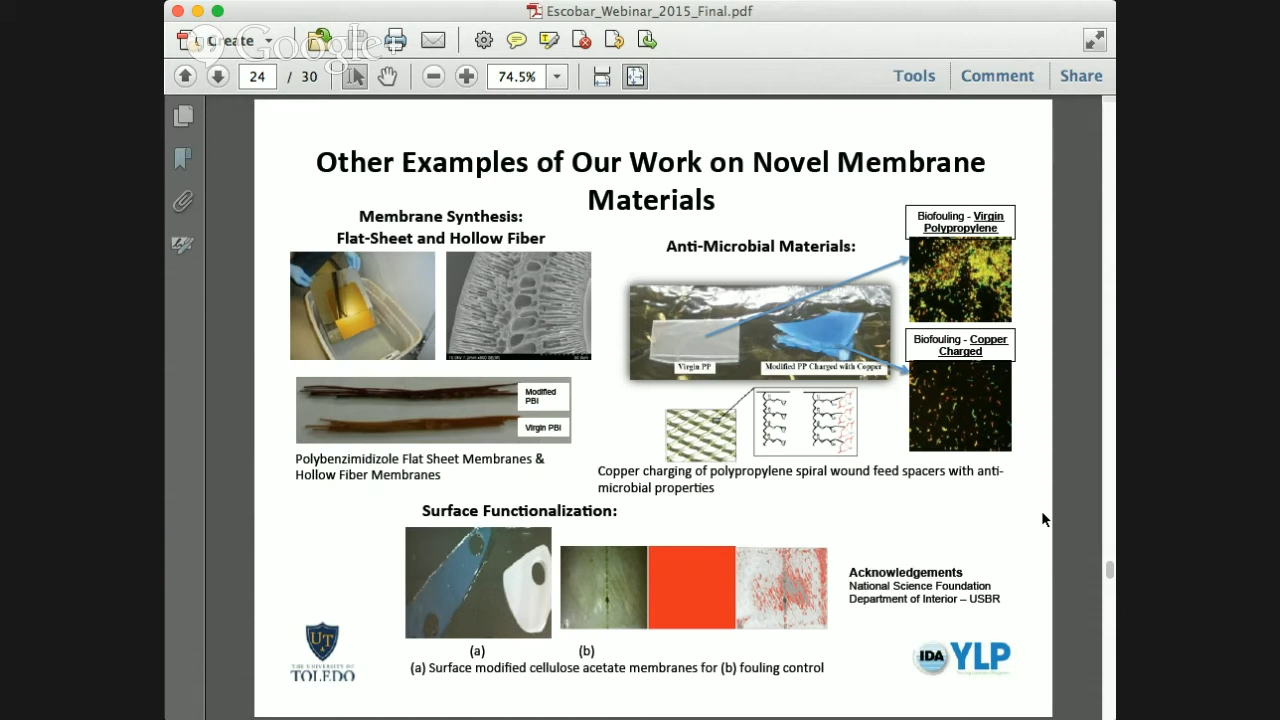 Escobar_Webinar_2015_Final.pdf
Create
Google+
24 / 30
74.5%
Tools
Comment
Share
Other Examples of Our Work on Novel Membrane
Materials
Membrane Synthesis:
Flat-Sheet and Hollow Fiber
Modified
PBI
Virgin PBI
Polybenzimidizole Flat Sheet Membranes &
Hollow Fiber Membranes
Anti-Microbial Materials:
Virgin PP
Modified PP Charged with Copper
Biofouling - Virgin
Polypropylene
Biofouling - Copper
Charged
Copper charging of polypropylene spiral wound feed spacers with anti-
microbial properties
Surface Functionalization:
(a)
(b)
(a) Surface modified cellulose acetate membranes for (b) fouling control
Acknowledgements
National Science Foundation
Department of Interior – USBR
UT
THE UNIVERSITY OF
TOLEDO
IDA YLP